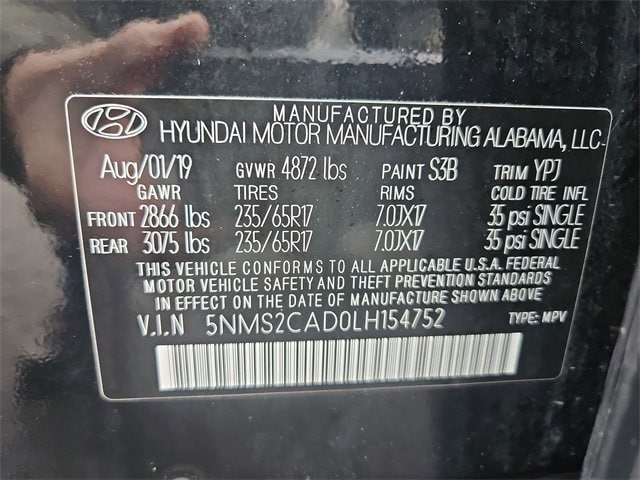 MANUFACTURED BY
HYUNDAI MOTOR MANUFACTURING ALABAMA, LLC.
Aug/01/19 GVWR 4872 lbs PAINT S3B TRIM YPJ
GAWR TIRES RIMS COLD TIRE INFL
FRONT 2866 lbs 235/65R17 7.0JX17 35 psi SINGLE
REAR 3075 lbs 235/65R17 7.0JX17 35 psi SINGLE
THIS VEHICLE CONFORMS TO ALL APPLICABLE U.S.A. FEDERAL
MOTOR VEHICLE SAFETY AND THEFT PREVENTION STANDARDS
IN EFFECT ON THE DATE OF MANUFACTURE SHOWN ABOVE.
V.I.N 5NMS2CAD0LH154752 TYPE: MPV